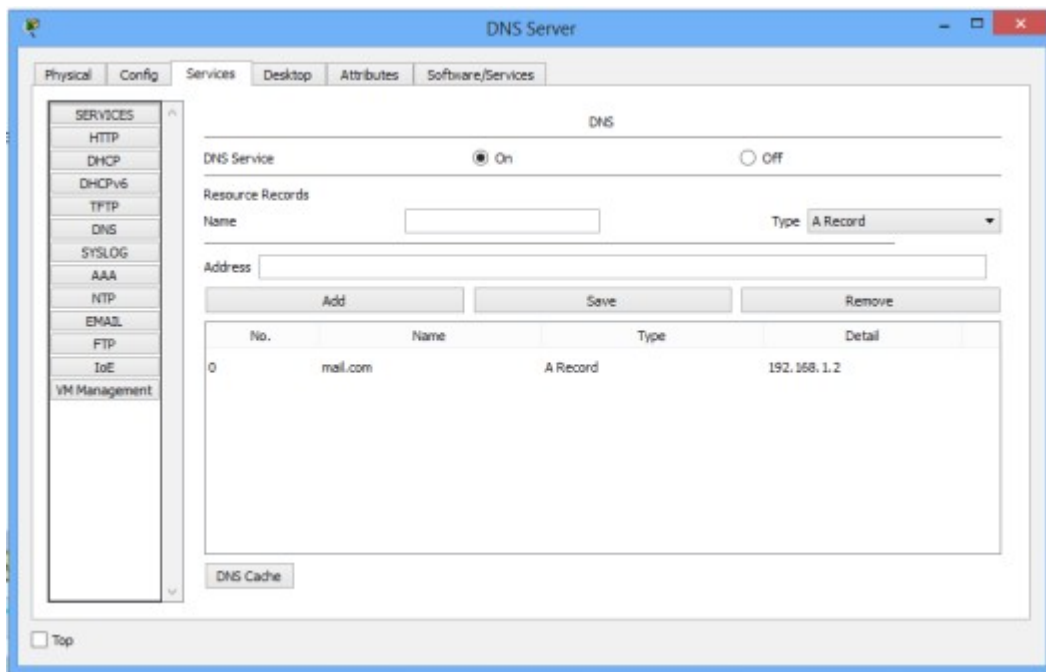 DNS Server
Physical Config Services Desktop Attributes Software/Services
SERVICES
HTTP
DHCP
DHCPv6
TFTP
DNS
SYSLOG
AAA
NTP
EMAIL
FTP
IoE
VM Management
DNS
DNS Service On Off
Resource Records
Name Type A Record
Address
Add Save Remove
No. Name Type Detail
0 mail.com A Record 192.168.1.2
DNS Cache
Top